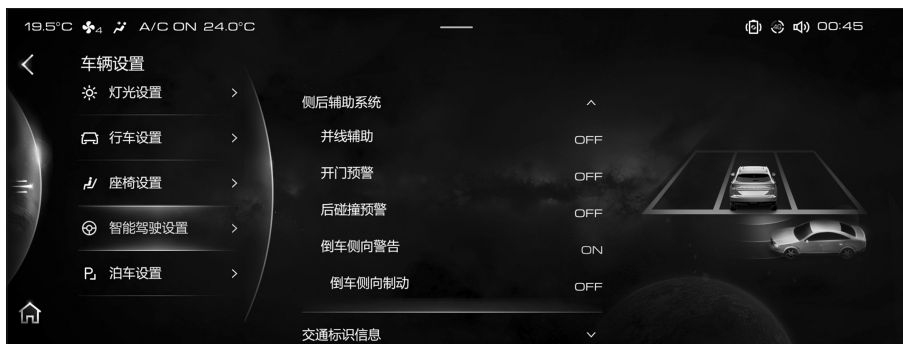 19.5°C 4 A/C ON 24.0°C 4G 00:45
车辆设置
灯光设置
行车设置
座椅设置
智能驾驶设置
泊车设置
侧后辅助系统
并线辅助 OFF
开门预警 OFF
后碰撞预警 OFF
倒车侧向警告 ON
倒车侧向制动 OFF
交通标识信息